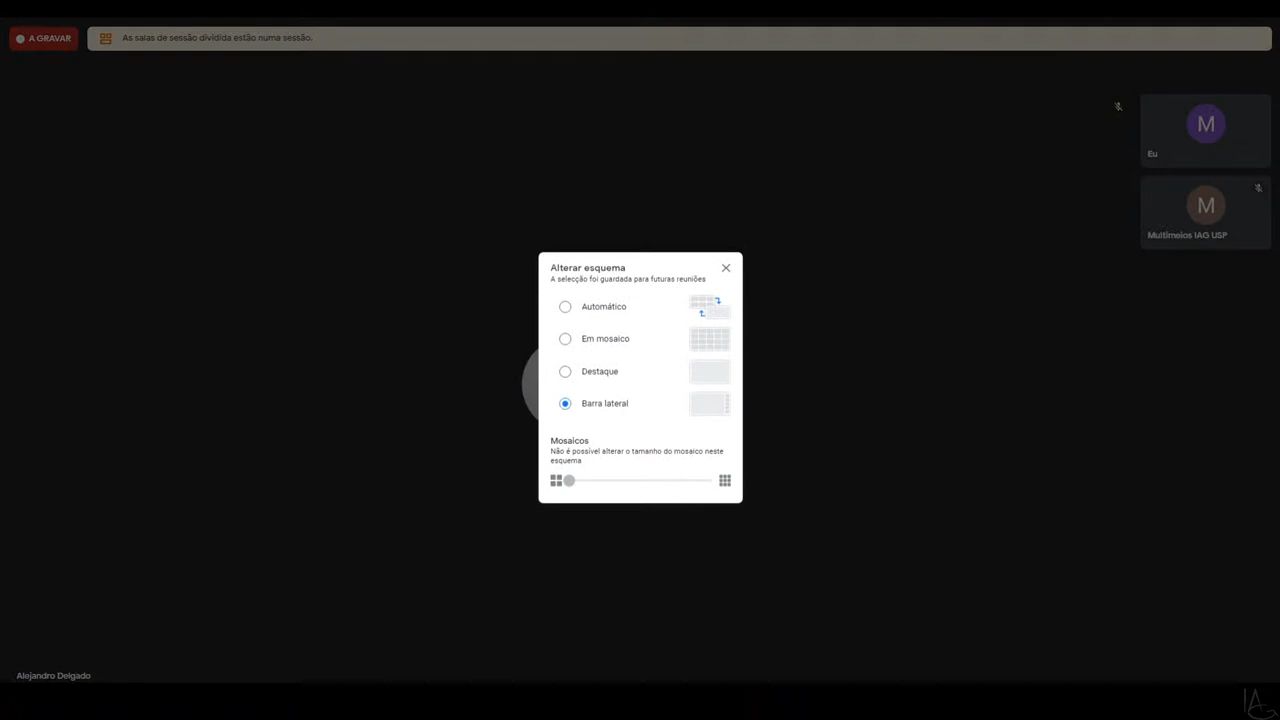 A GRAVAR
As salas de sessão dividida estão numa sessão.
M
Eu
M
Multimeios IAG USP
Alterar esquema
A selecção foi guardada para futuras reuniões
Automático
Em mosaico
Destaque
Barra lateral
Mosaicos
Não é possível alterar o tamanho do mosaico neste
esquema
Alejandro Delgado
IAG